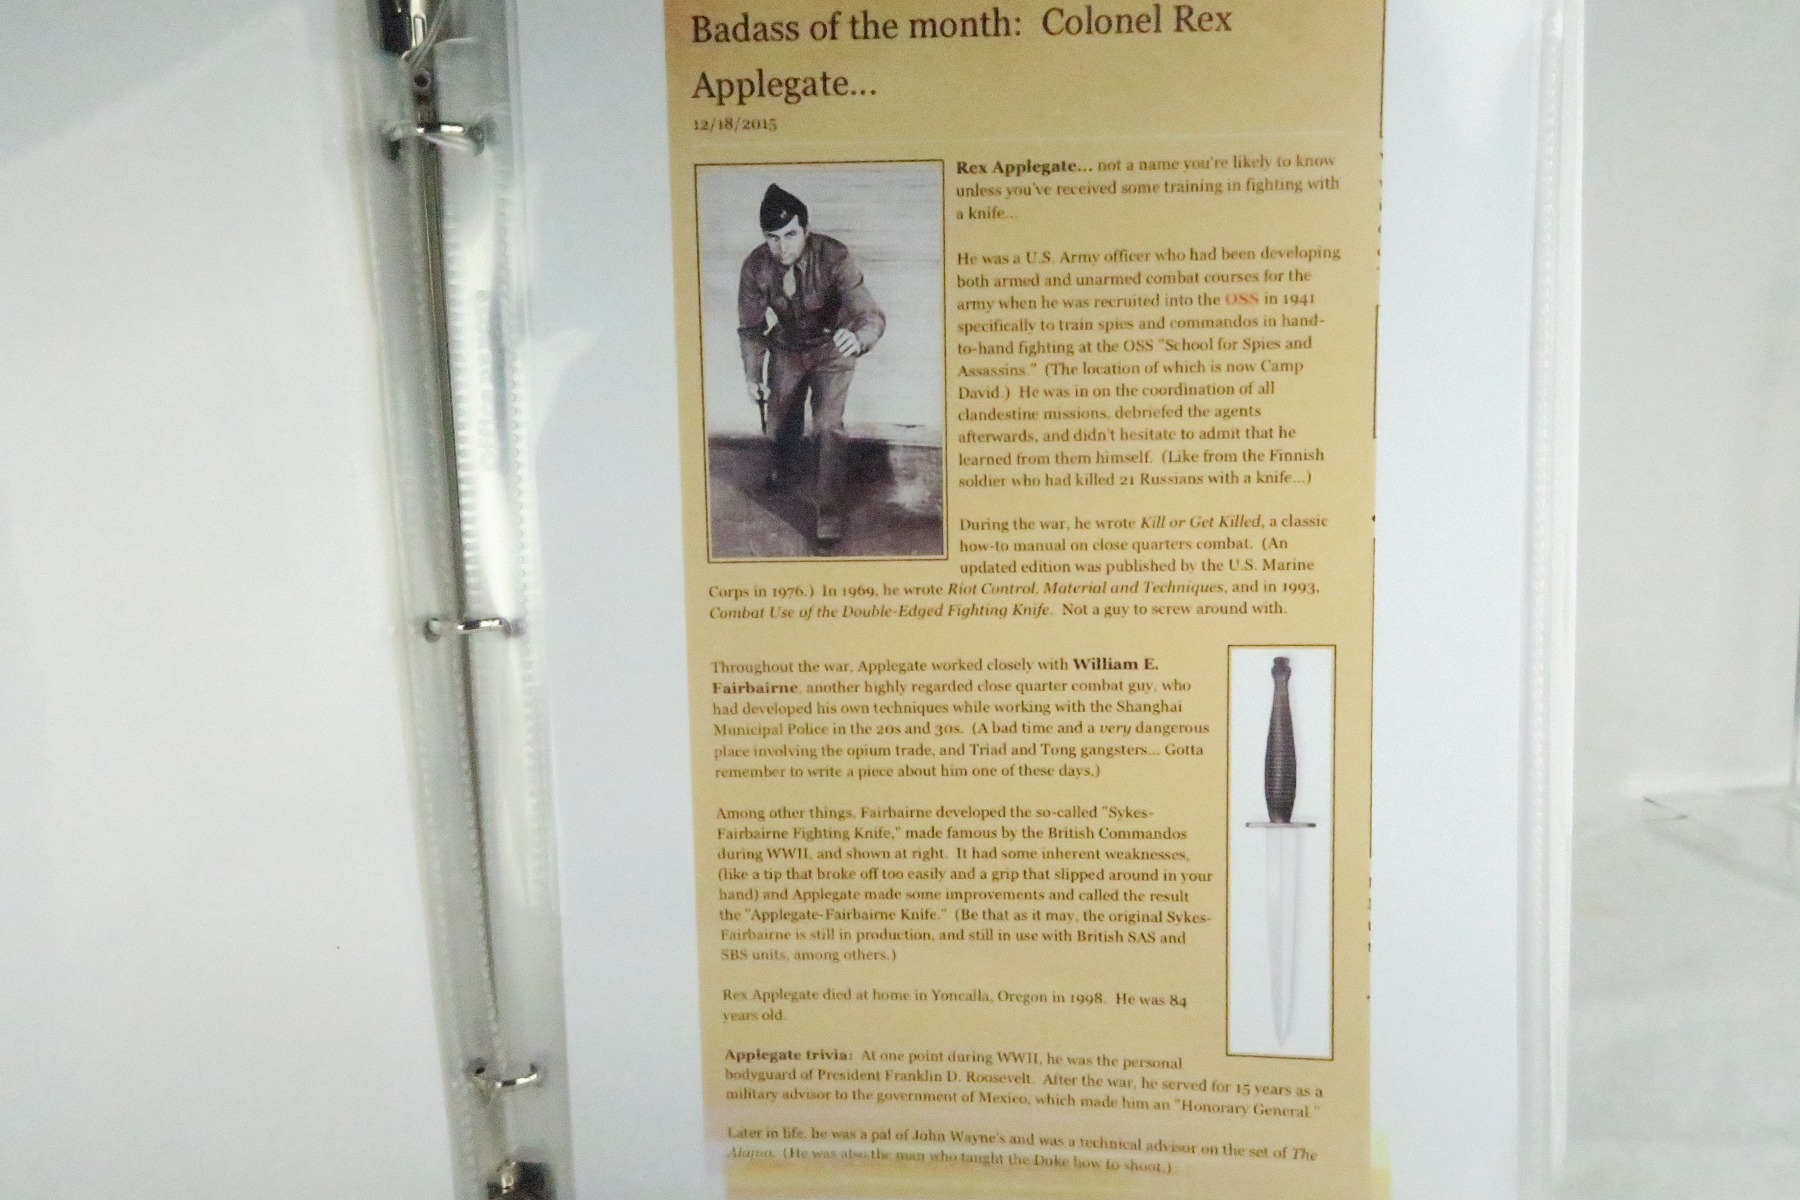 Badass of the month: Colonel Rex
Applegate...
12/18/2015
Rex Applegate... not a name you're likely to know
unless you've received some training in fighting with
a knife...
He was a U.S. Army officer who had been developing
both armed and unarmed combat courses for the
army when he was recruited into the OSS in 1941
specifically to train spies and commandos in hand-
to-hand fighting at the OSS "School for Spies and
Assassins." (The location of which is now Camp
David.) He was in on the coordination of all
clandestine missions, debriefed the agents
afterwards, and didn't hesitate to admit that he
learned from them himself. (Like from the Finnish
soldier who had killed 21 Russians with a knife...)
During the war, he wrote Kill or Get Killed, a classic
how-to manual on close quarters combat. (An
updated edition was published by the U.S. Marine
Corps in 1976.) In 1969, he wrote Riot Control, Material and Techniques, and in 1993,
Combat Use of the Double-Edged Fighting Knife. Not a guy to screw around with.
Throughout the war, Applegate worked closely with William E.
Fairbairne, another highly regarded close quarter combat guy, who
had developed his own techniques while working with the Shanghai
Municipal Police in the 20s and 30s. (A bad time and a very dangerous
place involving the opium trade, and Triad and Tong gangsters... Gotta
remember to write a piece about him one of these days.)
Among other things, Fairbairne developed the so-called "Sykes-
Fairbairne Fighting Knife," made famous by the British Commandos
during WWII, and shown at right. It had some inherent weaknesses,
(like a tip that broke off too easily and a grip that slipped around in your
hand) and Applegate made some improvements and called the result
the "Applegate-Fairbairne Knife." (Be that as it may, the original Sykes-
Fairbairne is still in production, and still in use with British SAS and
SBS units, among others.)
Rex Applegate died at home in Yoncalla, Oregon in 1998. He was 84
years old.
Applegate trivia: At one point during WWII, he was the personal
bodyguard of President Franklin D. Roosevelt. After the war, he served for 15 years as a
military advisor to the government of Mexico, which made him an "Honorary General."
Later in life, he was a pal of John Wayne's and was a technical advisor on the set of The
Alamo. (He was also the man who taught the Duke how to shoot.)